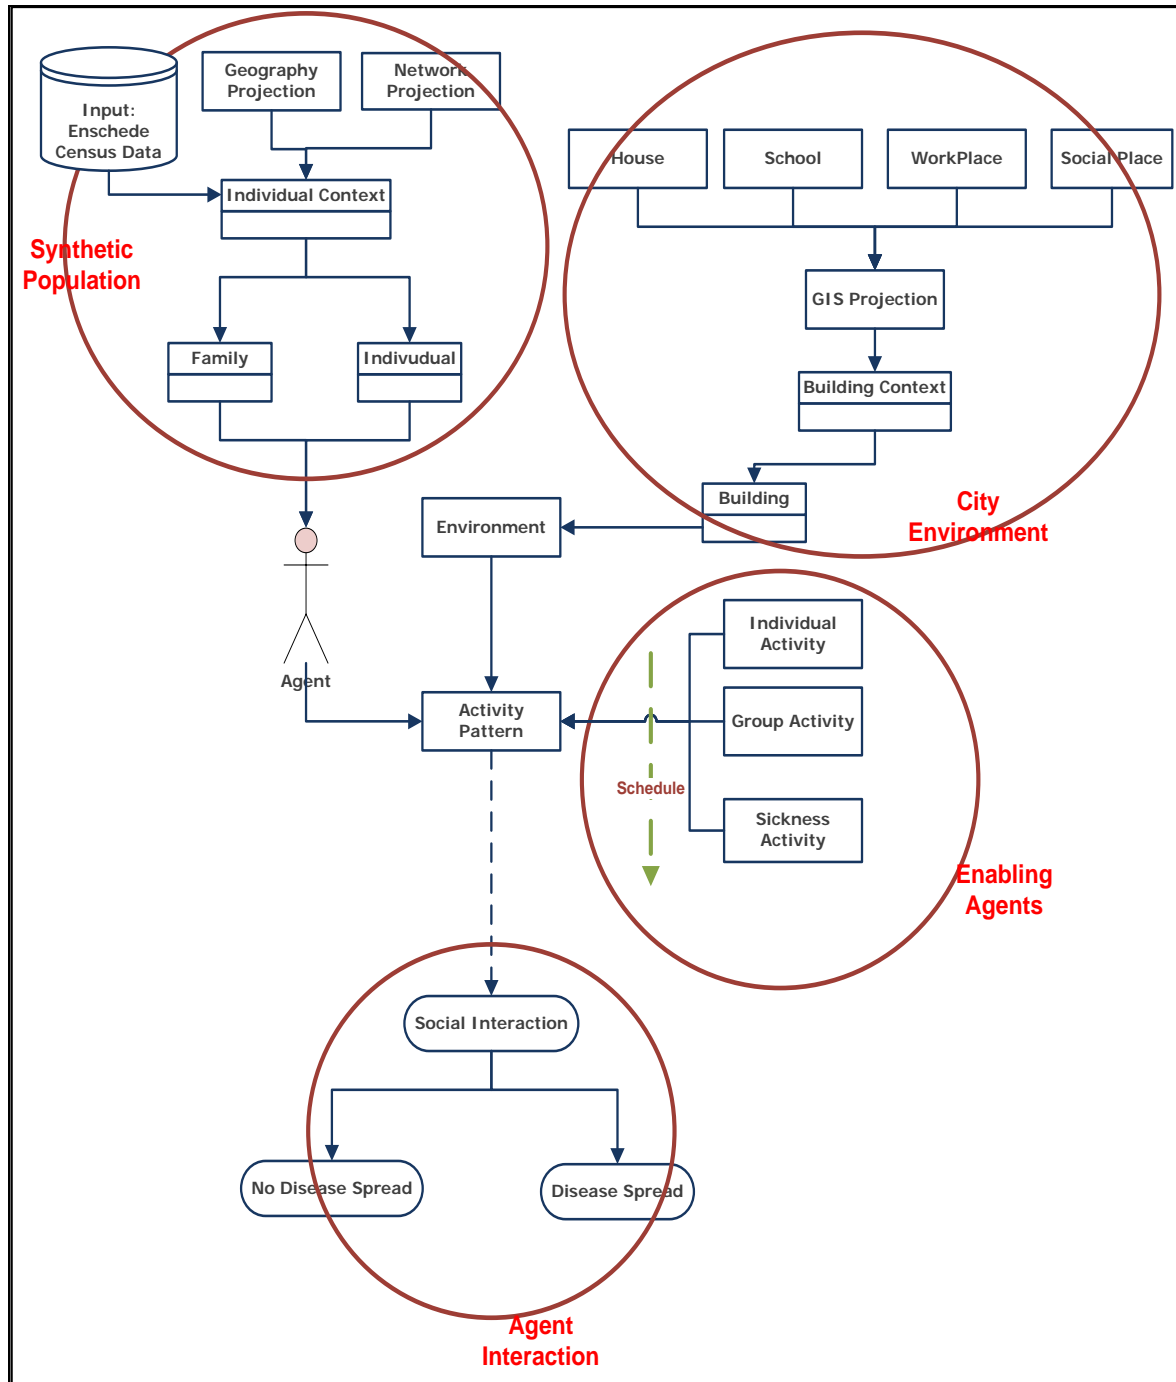 Input:
Enschede
Census Data
Geography
Projection
Network
Projection
Individual Context
Synthetic
Population
Family
Indivudual
House
School
WorkPlace
Social Place
GIS Projection
Building Context
Building
City
Environment
Environment
Agent
Activity
Pattern
Individual
Activity
Group Activity
Schedule
Sickness
Activity
Enabling
Agents
Social Interaction
No Disease Spread
Disease Spread
Agent
Interaction